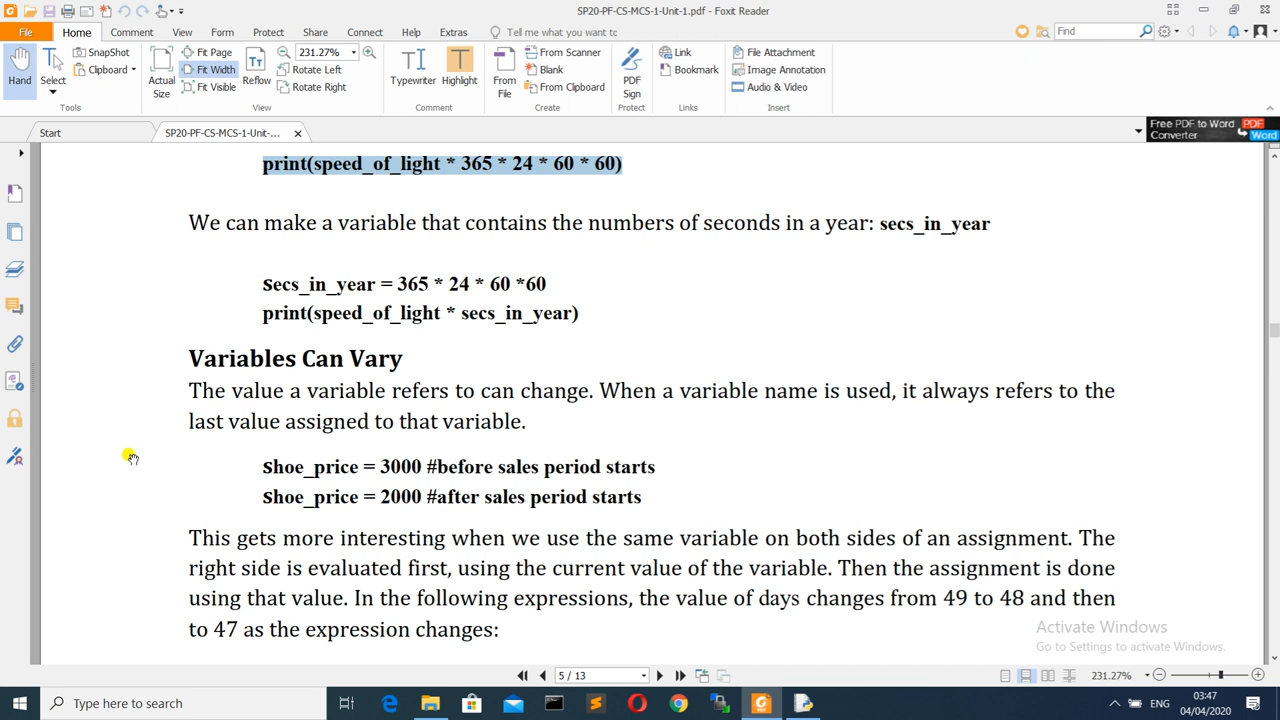 SP20-PF-CS-MCS-1-Unit-1.pdf - Foxit Reader
File Home Comment View Form Protect Share Connect Help Extras Tell me what you want to Find
SnapShot
Clipboard
Hand Select
Tools
Actual Size
Fit Page
Fit Width
Fit Visible
Reflow
231.27%
Rotate Left
Rotate Right
View
Typewriter Highlight
Comment
From File
From Scanner
Blank
From Clipboard
Create
PDF Sign
Protect
Link
Bookmark
Links
File Attachment
Image Annotation
Audio & Video
Insert
Start SP20-PF-CS-MCS-1-Unit-...
Free PDF to Word Converter PDF Word
print(speed_of_light * 365 * 24 * 60 * 60)
We can make a variable that contains the numbers of seconds in a year: secs_in_year
secs_in_year = 365 * 24 * 60 *60
print(speed_of_light * secs_in_year)
Variables Can Vary
The value a variable refers to can change. When a variable name is used, it always refers to the
last value assigned to that variable.
shoe_price = 3000 #before sales period starts
shoe_price = 2000 #after sales period starts
This gets more interesting when we use the same variable on both sides of an assignment. The
right side is evaluated first, using the current value of the variable. Then the assignment is done
using that value. In the following expressions, the value of days changes from 49 to 48 and then
to 47 as the expression changes:
Activate Windows
Go to Settings to activate Windows.
5 / 13
231.27%
Type here to search
ENG
03:47
04/04/2020